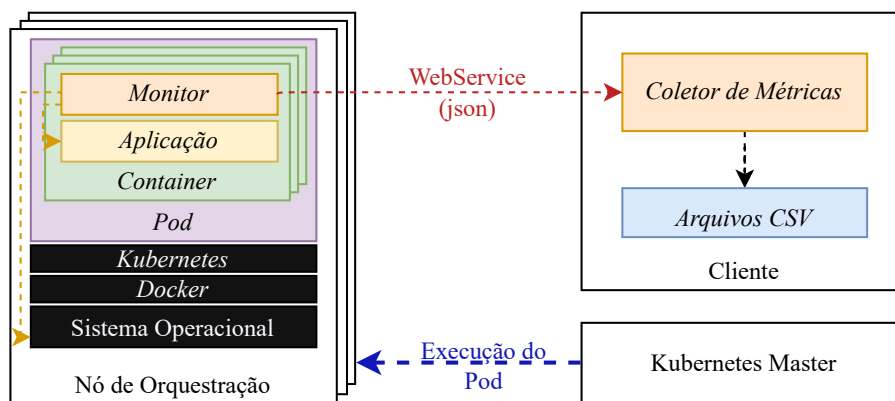 Monitor
Aplicação
Container
Pod
Kubernetes
Docker
Sistema Operacional
Nó de Orquestração
WebService
(json)
Coletor de Métricas
Arquivos CSV
Cliente
Execução do
Pod
Kubernetes Master